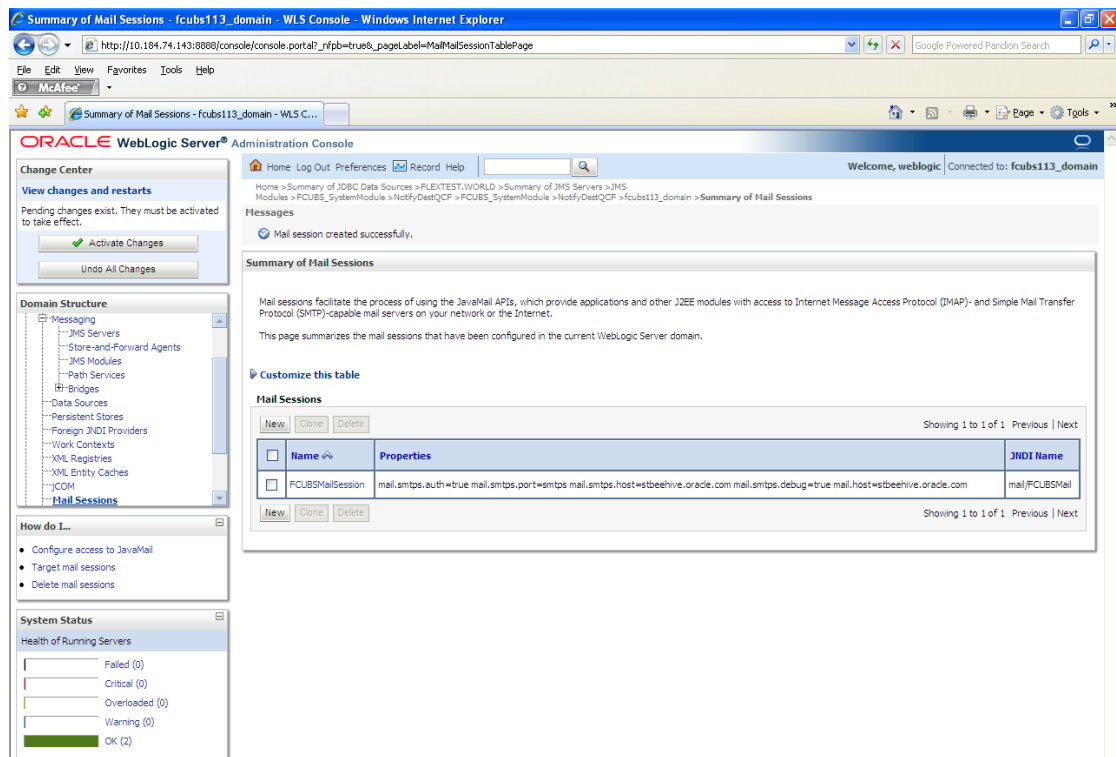 Summary of Mail Sessions - fcubs113_domain - WLS Console - Windows Internet Explorer
http://10.184.74.143:8888/console/console.portal?_nfpb=true&_pageLabel=MailMailSessionTablePage
Google Powered Pandion Search
File Edit View Favorites Tools Help
McAfee
Summary of Mail Sessions - fcubs113_domain - WLS C...
Page Tools
ORACLE WebLogic Server® Administration Console
Change Center
View changes and restarts
Pending changes exist. They must be activated
to take effect.
Activate Changes
Undo All Changes
Domain Structure
Messaging
JMS Servers
Store-and-Forward Agents
JMS Modules
Path Services
Bridges
Data Sources
Persistent Stores
Foreign JNDI Providers
Work Contexts
XML Registries
XML Entity Caches
jCOM
Mail Sessions
How do I...
Configure access to JavaMail
Target mail sessions
Delete mail sessions
System Status
Health of Running Servers
Failed (0)
Critical (0)
Overloaded (0)
Warning (0)
OK (2)
Home Log Out Preferences Record Help
Welcome, weblogic Connected to: fcubs113_domain
Home >Summary of JDBC Data Sources >FLEXTEST.WORLD >Summary of JMS Servers >JMS
Modules >FCUBS_SystemModule >NotifyDestQCF >FCUBS_SystemModule >NotifyDestQCF >fcubs113_domain >Summary of Mail Sessions
Messages
Mail session created successfully.
Summary of Mail Sessions
Mail sessions facilitate the process of using the JavaMail APIs, which provide applications and other J2EE modules with access to Internet Message Access Protocol (IMAP)- and Simple Mail Transfer
Protocol (SMTP)-capable mail servers on your network or the Internet.
This page summarizes the mail sessions that have been configured in the current WebLogic Server domain.
Customize this table
Mail Sessions
New Clone Delete
Showing 1 to 1 of 1 Previous | Next
Name Properties JNDI Name
FCUBSMailSession mail.smtps.auth=true mail.smtps.port=smtps mail.smtps.host=stbeehive.oracle.com mail.smtps.debug=true mail.host=stbeehive.oracle.com mail/FCUBSMail
New Clone Delete
Showing 1 to 1 of 1 Previous | Next